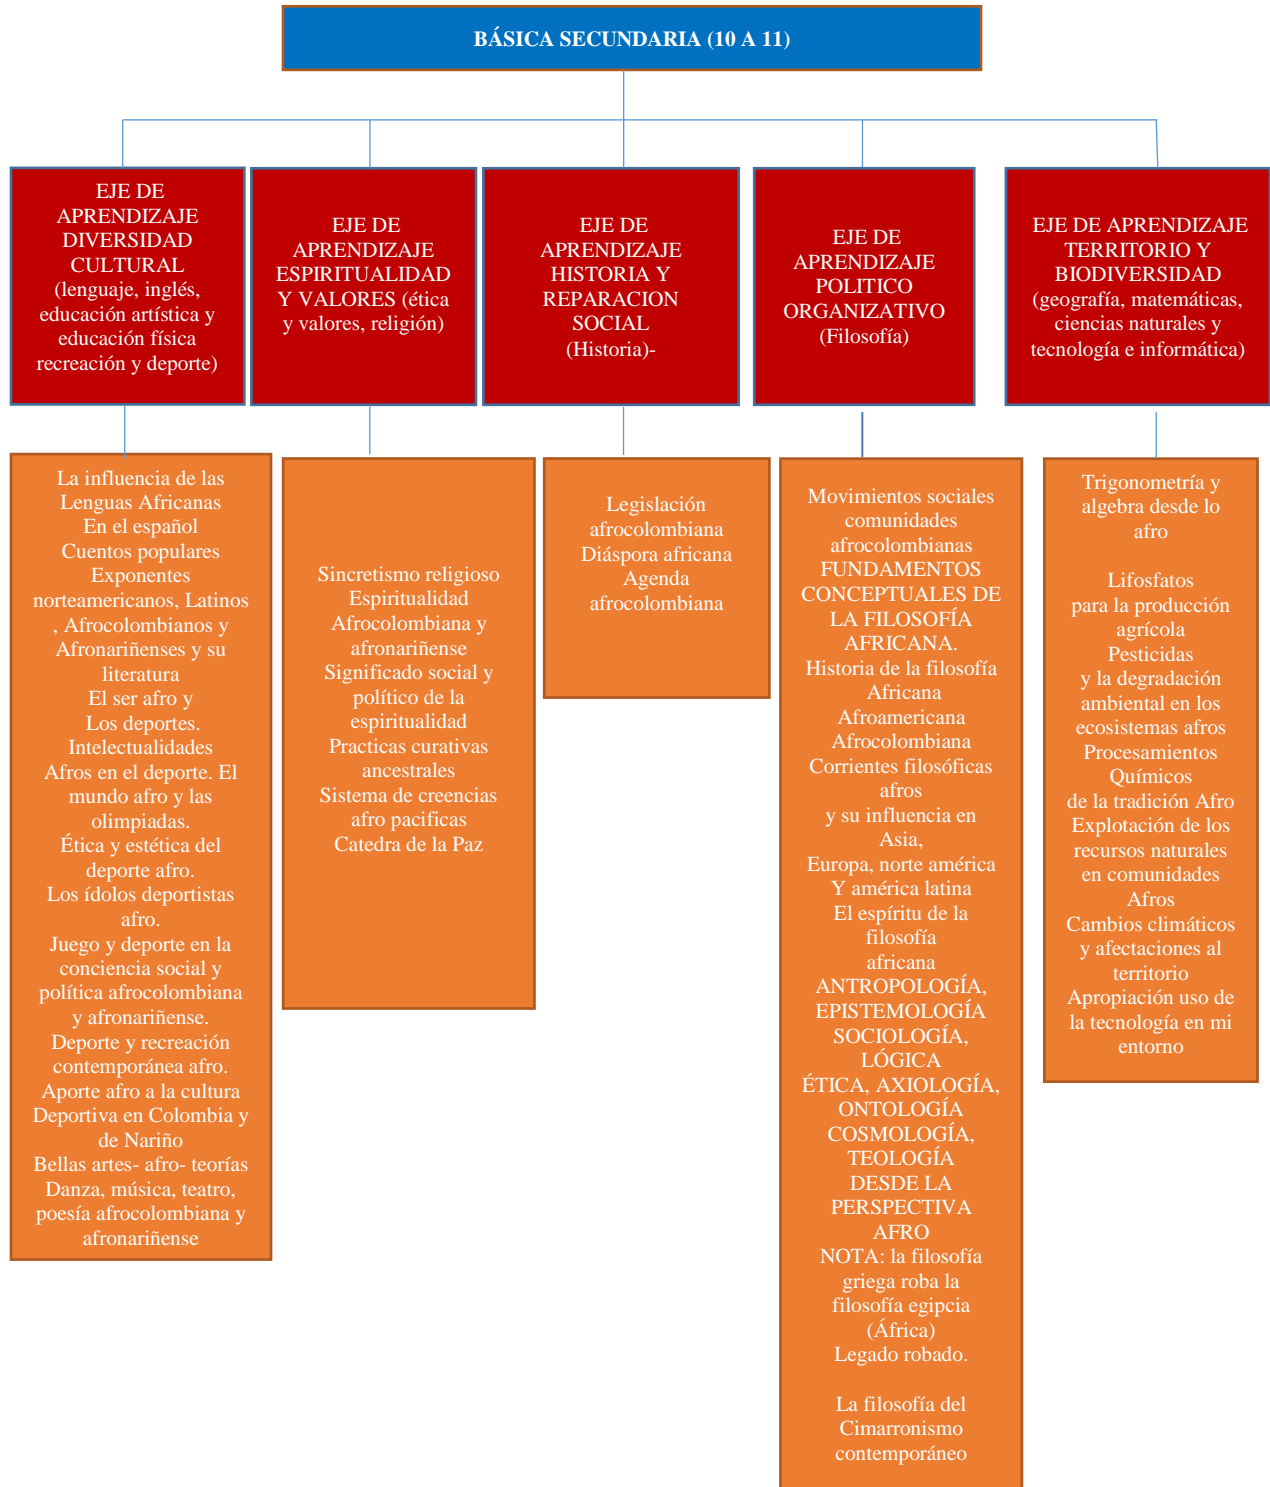 BÁSICA SECUNDARIA (10 A 11)
EJE DE
APRENDIZAJE
DIVERSIDAD
CULTURAL
(lenguaje, inglés,
educación artística y
educación física
recreación y deporte)
EJE DE
APRENDIZAJE
ESPIRITUALIDAD
Y VALORES (ética
y valores, religión)
EJE DE
APRENDIZAJE
HISTORIA Y
REPARACION
SOCIAL
(Historia)-
EJE DE
APRENDIZAJE
POLITICO
ORGANIZATIVO
(Filosofía)
EJE DE APRENDIZAJE
TERRITORIO Y
BIODIVERSIDAD
(geografía, matemáticas,
ciencias naturales y
tecnología e informática)
La influencia de las
Lenguas Africanas
En el español
Cuentos populares
Exponentes
norteamericanos, Latinos
, Afrocolombianos y
Afronariñenses y su
literatura
El ser afro y
Los deportes.
Intelectualidades
Afros en el deporte. El
mundo afro y las
olimpiadas.
Ética y estética del
deporte afro.
Los ídolos deportistas
afro.
Juego y deporte en la
conciencia social y
política afrocolombiana
y afronariñense.
Deporte y recreación
contemporánea afro.
Aporte afro a la cultura
Deportiva en Colombia y
de Nariño
Bellas artes- afro- teorías
Danza, música, teatro,
poesía afrocolombiana y
afronariñense
Sincretismo religioso
Espiritualidad
Afrocolombiana y
afronariñense
Significado social y
político de la
espiritualidad
Practicas curativas
ancestrales
Sistema de creencias
afro pacificas
Catedra de la Paz
Legislación
afrocolombiana
Diáspora africana
Agenda
afrocolombiana
Movimientos sociales
comunidades
afrocolombianas
FUNDAMENTOS
CONCEPTUALES DE
LA FILOSOFÍA
AFRICANA.
Historia de la filosofía
Africana
Afroamericana
Afrocolombiana
Corrientes filosóficas
afros
y su influencia en
Asia,
Europa, norte américa
Y américa latina
El espíritu de la
filosofía
africana
ANTROPOLOGÍA,
EPISTEMOLOGÍA
SOCIOLOGÍA,
LÓGICA
ÉTICA, AXIOLOGÍA,
ONTOLOGÍA
COSMOLOGÍA,
TEOLOGÍA
DESDE LA
PERSPECTIVA
AFRO
NOTA: la filosofía
griega roba la
filosofía egipcia
(África)
Legado robado.
La filosofía del
Cimarronismo
contemporáneo
Trigonometría y
algebra desde lo
afro
Lifosfatos
para la producción
agrícola
Pesticidas
y la degradación
ambiental en los
ecosistemas afros
Procesamientos
Químicos
de la tradición Afro
Explotación de los
recursos naturales
en comunidades
Afros
Cambios climáticos
y afectaciones al
territorio
Apropiación uso de
la tecnología en mi
entorno